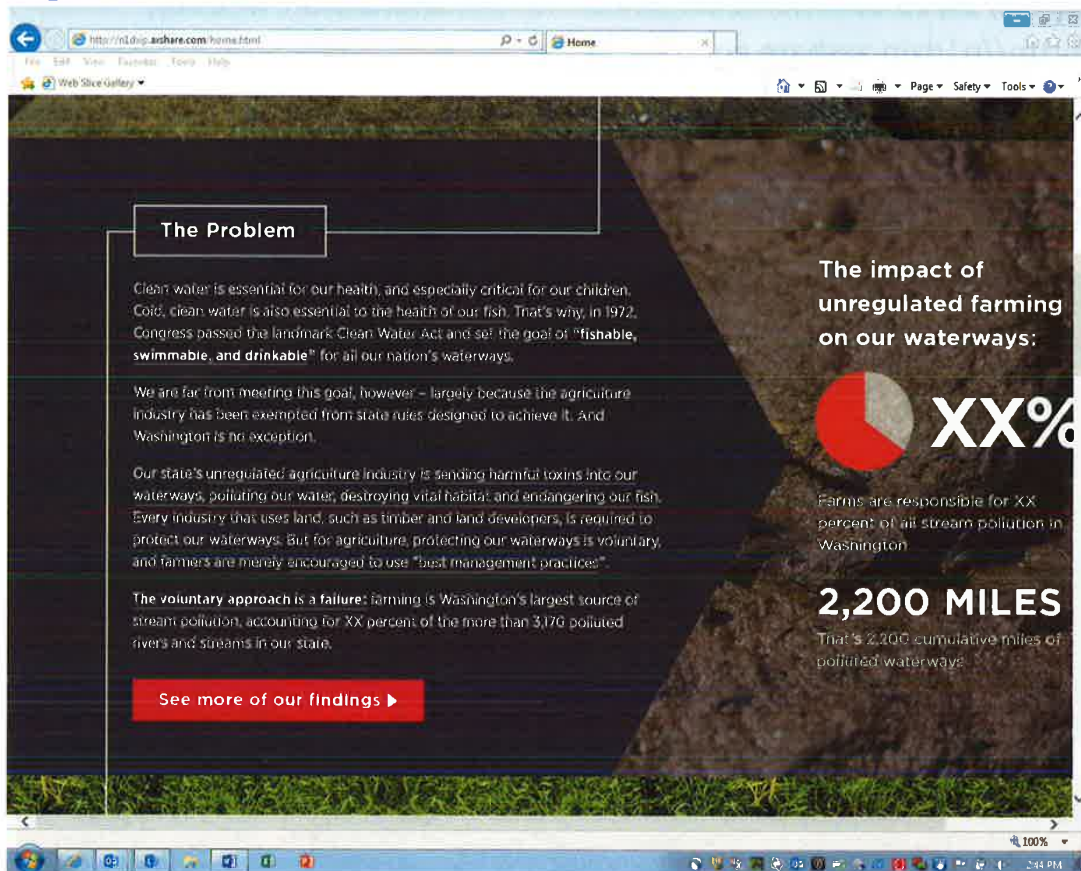 Home
File Edit View Favorites Tools Help
Web Slice Gallery
Page Safety Tools
The Problem
Clean water is essential for our health, and especially critical for our children.
Cold, clean water is also essential to the health of our fish. That's why, in 1972,
Congress passed the landmark Clean Water Act and set the goal of "fishable,
swimmable, and drinkable" for all our nation's waterways.
We are far from meeting this goal, however – largely because the agriculture
industry has been exempted from state rules designed to achieve it. And
Washington is no exception.
Our state's unregulated agriculture industry is sending harmful toxins into our
waterways, polluting our water, destroying vital habitat and endangering our fish.
Every industry that uses land, such as timber and land developers, is required to
protect our waterways. But for agriculture, protecting our waterways is voluntary,
and farmers are merely encouraged to use "best management practices".
The voluntary approach is a failure: farming is Washington's largest source of
stream pollution, accounting for XX percent of the more than 3,170 polluted
rivers and streams in our state.
See more of our findings
The impact of
unregulated farming
on our waterways:
XX%
Farms are responsible for XX
percent of all stream pollution in
Washington
2,200 MILES
That's 2,200 cumulative miles of
polluted waterways
100%
2:44 PM